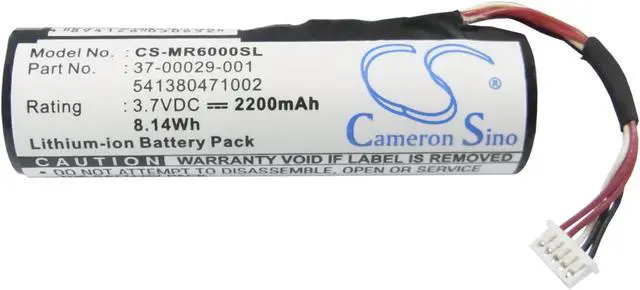 Model No. : CS-MR6000SL
Part No. : 37-00029-001
541380471002
Rating : 3.7VDC ⎓ 2200mAh
8.14Wh
Lithium-ion Battery Pack
CS
Cameron Sino
CAUTION WARRANTY VOID IF LABEL IS REMOVED
DO NOT ATTEMPT TO DISASSEMBLE, OPEN OR SERVICE